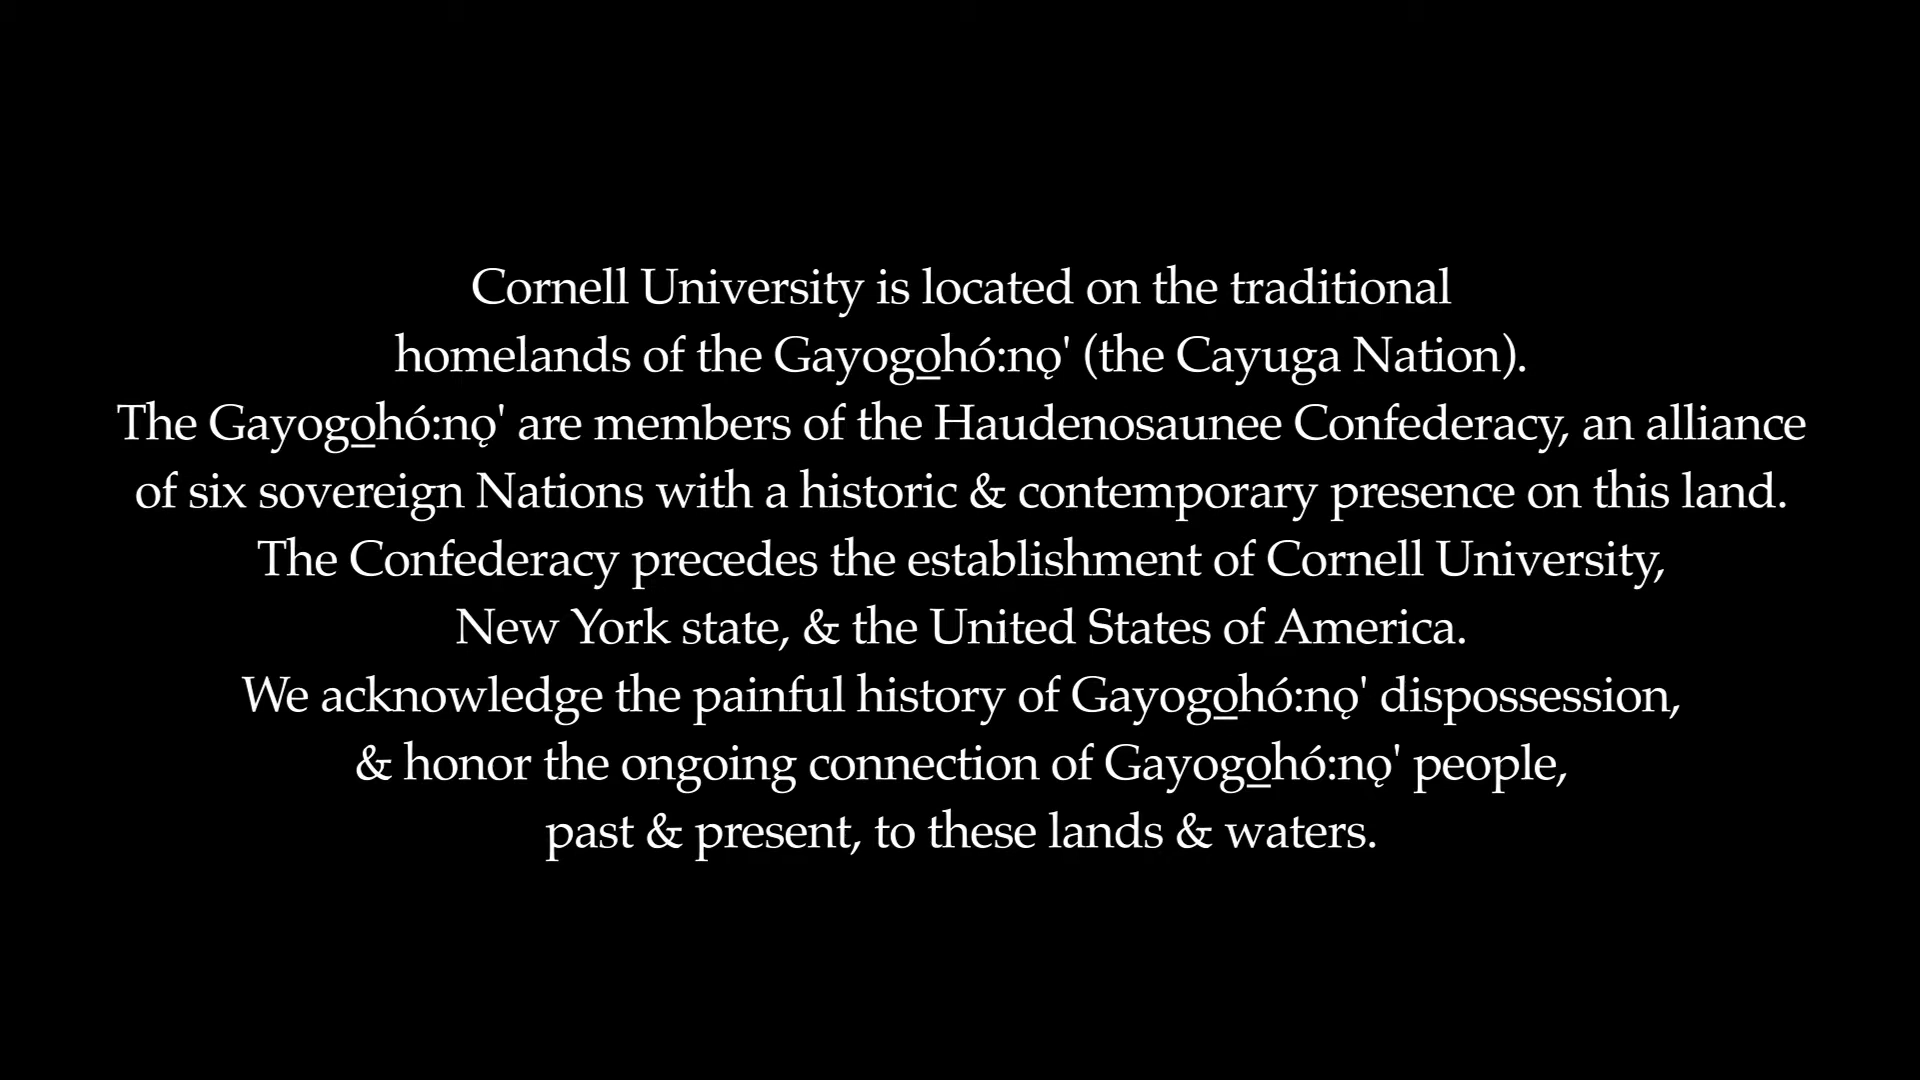 Cornell University is located on the traditional
homelands of the Gayogo̱hó:nǫ' (the Cayuga Nation).
The Gayogo̱hó:nǫ' are members of the Haudenosaunee Confederacy, an alliance
of six sovereign Nations with a historic & contemporary presence on this land.
The Confederacy precedes the establishment of Cornell University,
New York state, & the United States of America.
We acknowledge the painful history of Gayogo̱hó:nǫ' dispossession,
& honor the ongoing connection of Gayogo̱hó:nǫ' people,
past & present, to these lands & waters.